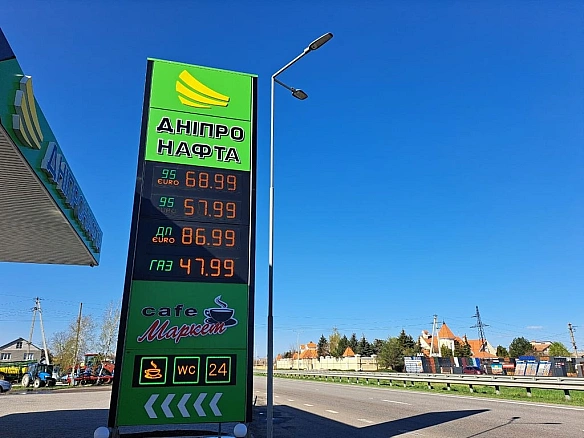 ДНІПРО
НАФТА
95 EURO 68.99
95 57.99
ДП EURO 86.99
ГАЗ 47.99
cafe
Маркет
WC 24